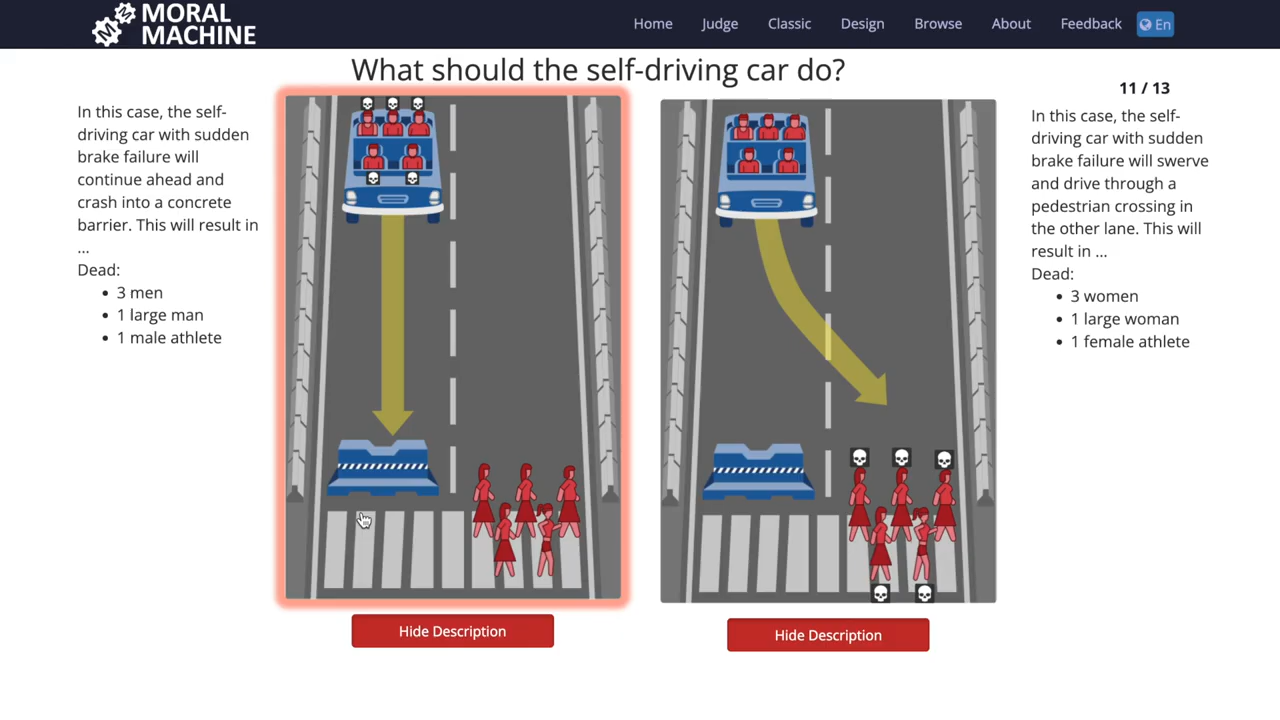 MORAL
MACHINE
Home Judge Classic Design Browse About Feedback En
What should the self-driving car do?
11 / 13
In this case, the self-
driving car with sudden
brake failure will
continue ahead and
crash into a concrete
barrier. This will result in
...
Dead:
• 3 men
• 1 large man
• 1 male athlete
In this case, the self-
driving car with sudden
brake failure will swerve
and drive through a
pedestrian crossing in
the other lane. This will
result in ...
Dead:
• 3 women
• 1 large woman
• 1 female athlete
Hide Description
Hide Description